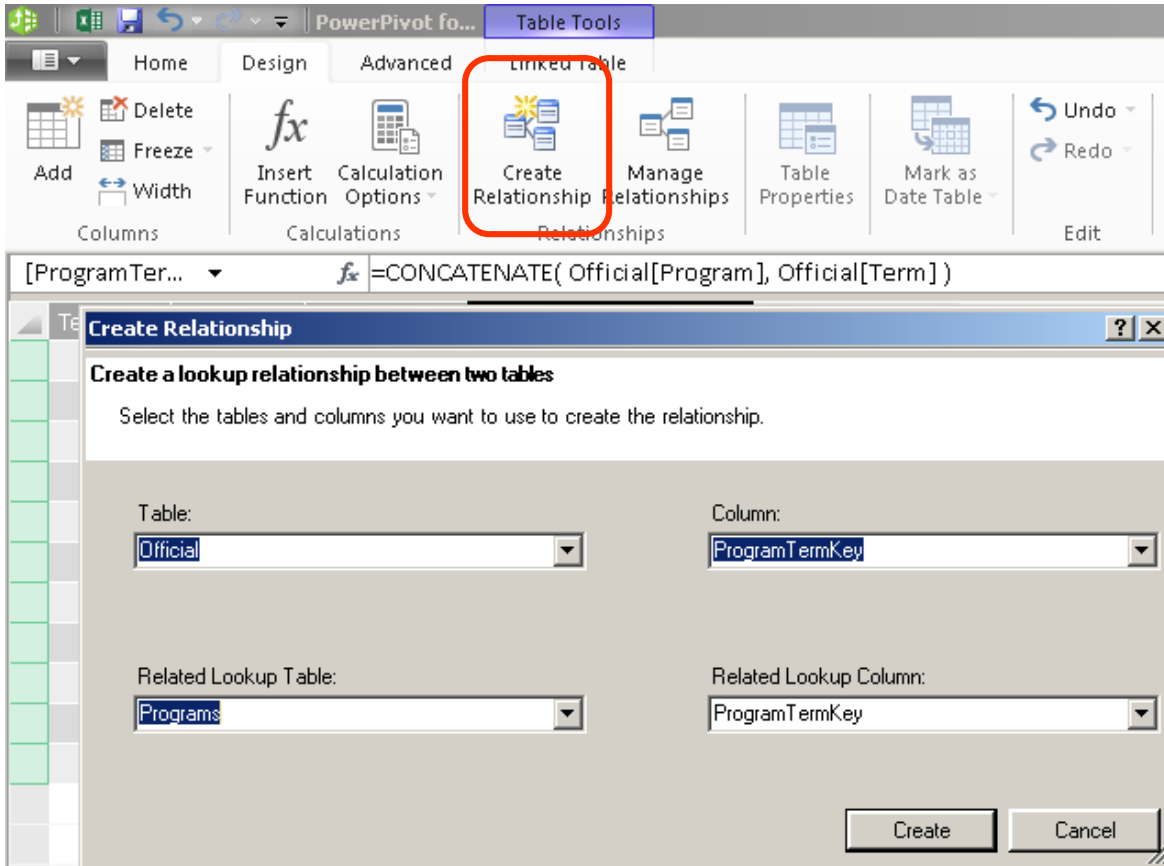 PowerPivot fo... Table Tools
Home Design Advanced Linked Table
Delete
Freeze
Width
Add
Insert Function
Calculation Options
Create Relationship
Manage Relationships
Table Properties
Mark as Date Table
Undo
Redo
Columns Calculations Relationships Edit
[ProgramTer... fx =CONCATENATE( Official[Program], Official[Term] )
Te
Create Relationship
Create a lookup relationship between two tables
Select the tables and columns you want to use to create the relationship.
Table: Column:
Official ProgramTermKey
Related Lookup Table: Related Lookup Column:
Programs ProgramTermKey
Create Cancel